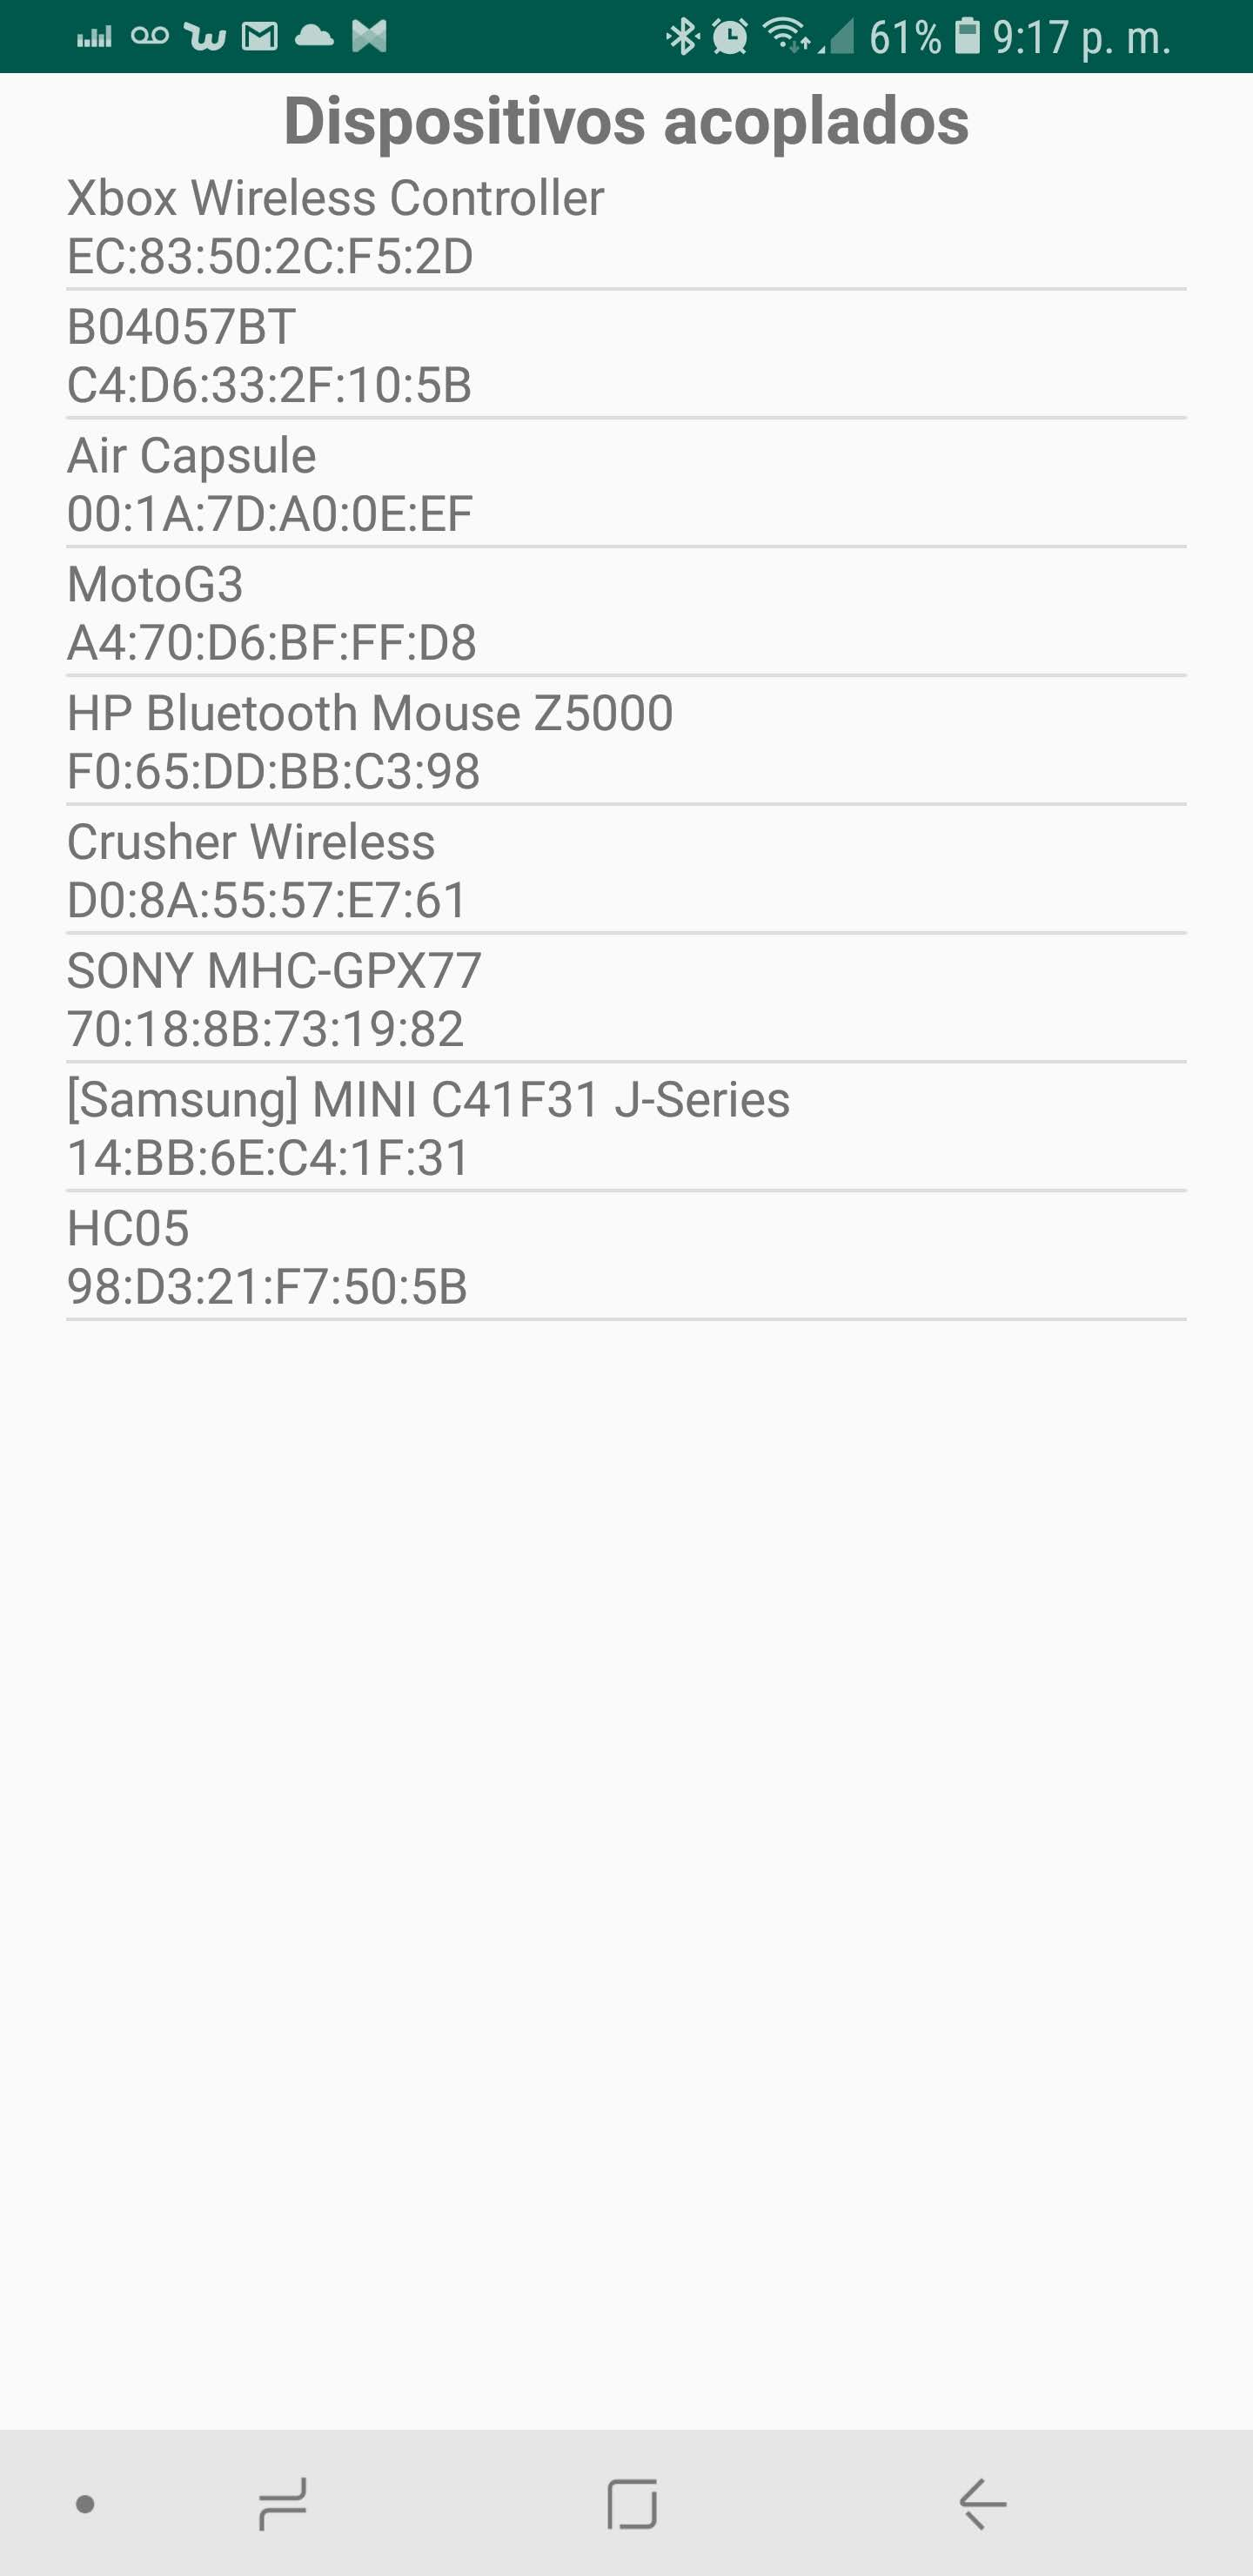 61% 9:17 p. m.
Dispositivos acoplados
Xbox Wireless Controller
EC:83:50:2C:F5:2D
B04057BT
C4:D6:33:2F:10:5B
Air Capsule
00:1A:7D:A0:0E:EF
MotoG3
A4:70:D6:BF:FF:D8
HP Bluetooth Mouse Z5000
F0:65:DD:BB:C3:98
Crusher Wireless
D0:8A:55:57:E7:61
SONY MHC-GPX77
70:18:8B:73:19:82
[Samsung] MINI C41F31 J-Series
14:BB:6E:C4:1F:31
HC05
98:D3:21:F7:50:5B